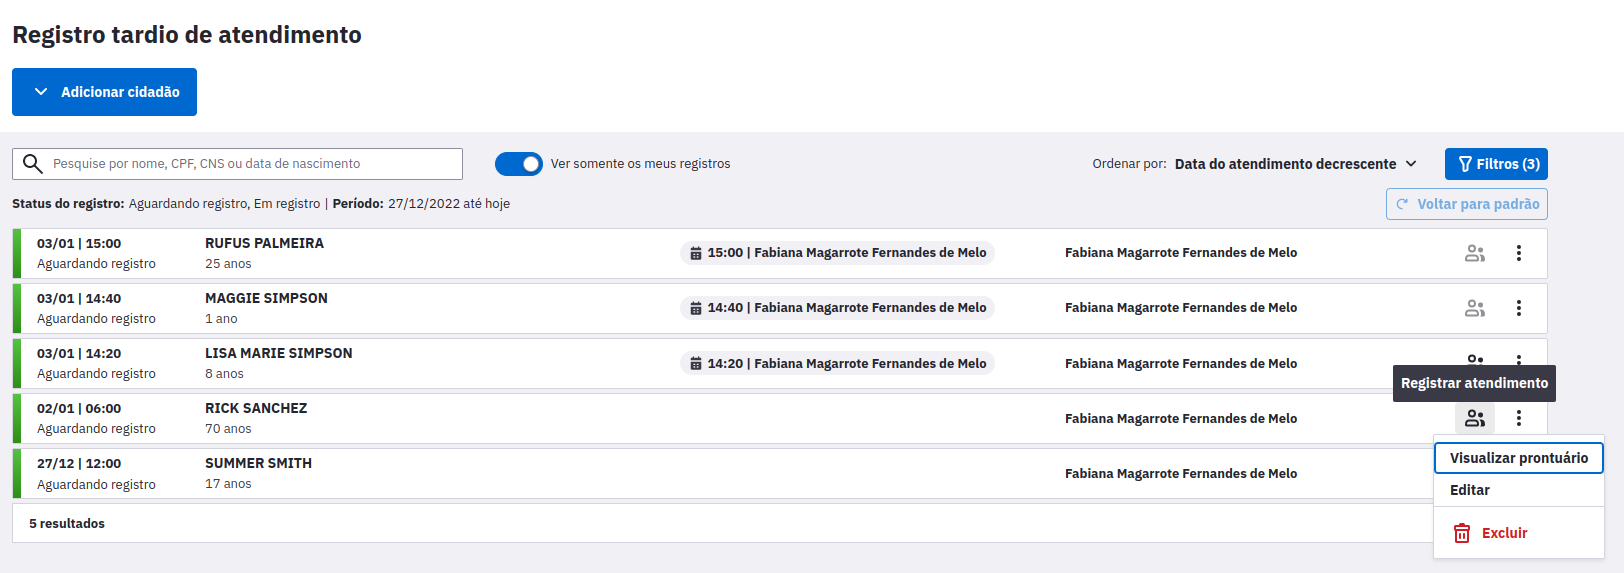 Registro tardio de atendimento
Adicionar cidadão
Pesquise por nome, CPF, CNS ou data de nascimento
Ver somente os meus registros
Ordenar por: Data do atendimento decrescente
Filtros (3)
Status do registro: Aguardando registro, Em registro | Período: 27/12/2022 até hoje
Voltar para padrão
03/01 | 15:00
Aguardando registro
RUFUS PALMEIRA
25 anos
15:00 | Fabiana Magarrote Fernandes de Melo
Fabiana Magarrote Fernandes de Melo
03/01 | 14:40
Aguardando registro
MAGGIE SIMPSON
1 ano
14:40 | Fabiana Magarrote Fernandes de Melo
Fabiana Magarrote Fernandes de Melo
03/01 | 14:20
Aguardando registro
LISA MARIE SIMPSON
8 anos
14:20 | Fabiana Magarrote Fernandes de Melo
Fabiana Magarrote Fernandes de Melo
Registrar atendimento
02/01 | 06:00
Aguardando registro
RICK SANCHEZ
70 anos
Fabiana Magarrote Fernandes de Melo
27/12 | 12:00
Aguardando registro
SUMMER SMITH
17 anos
Fabiana Magarrote Fernandes de Melo
Visualizar prontuário
Editar
Excluir
5 resultados